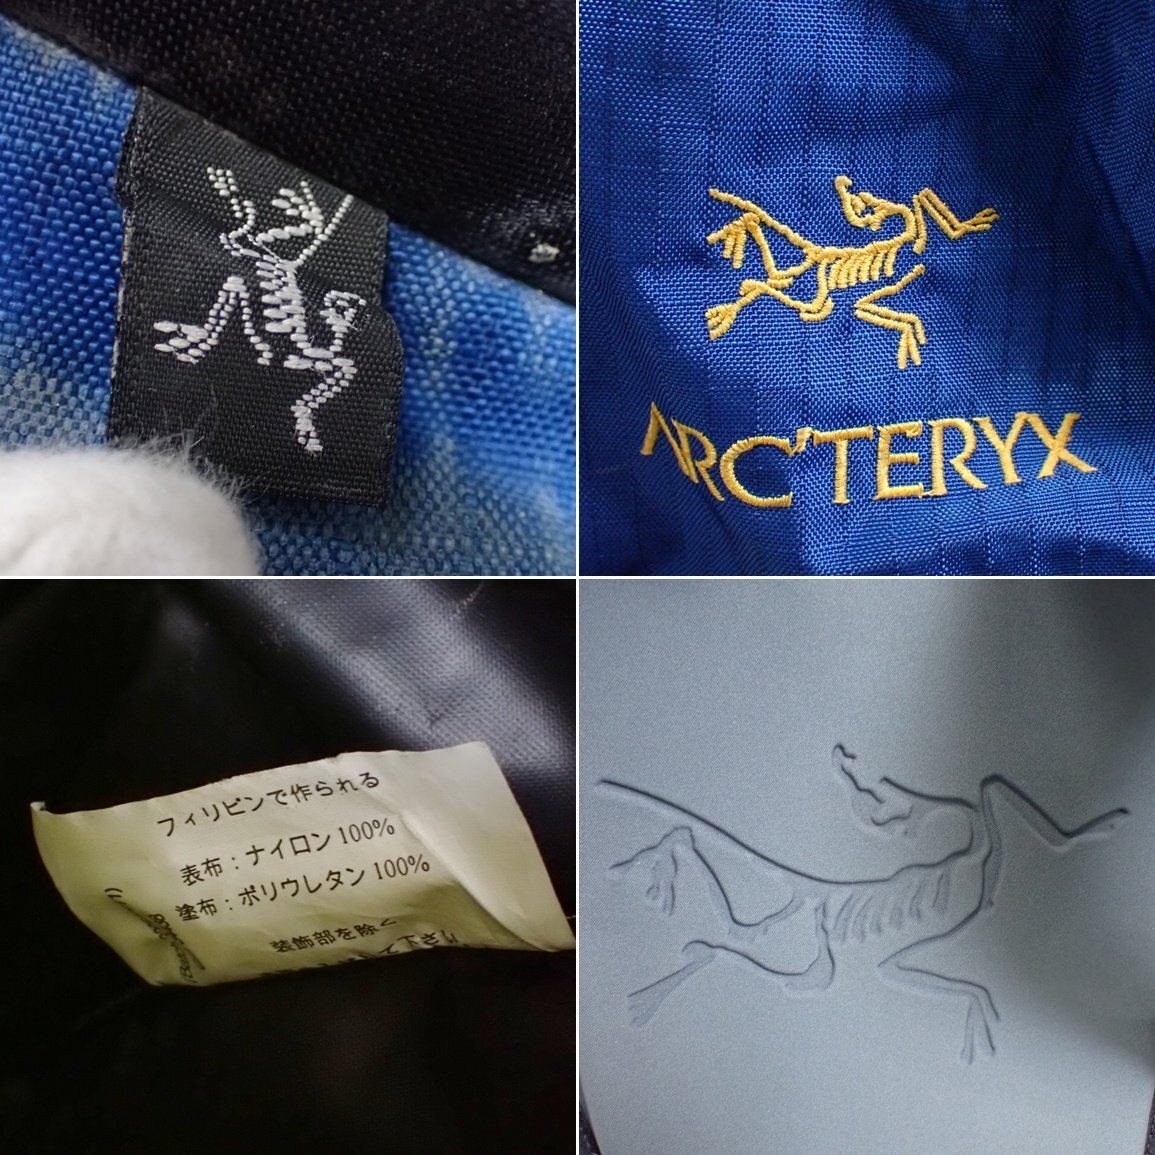 ARC'TERYX
フィリピンで作られる
表布：ナイロン100%
塗布：ポリウレタン100%
装飾部を除く